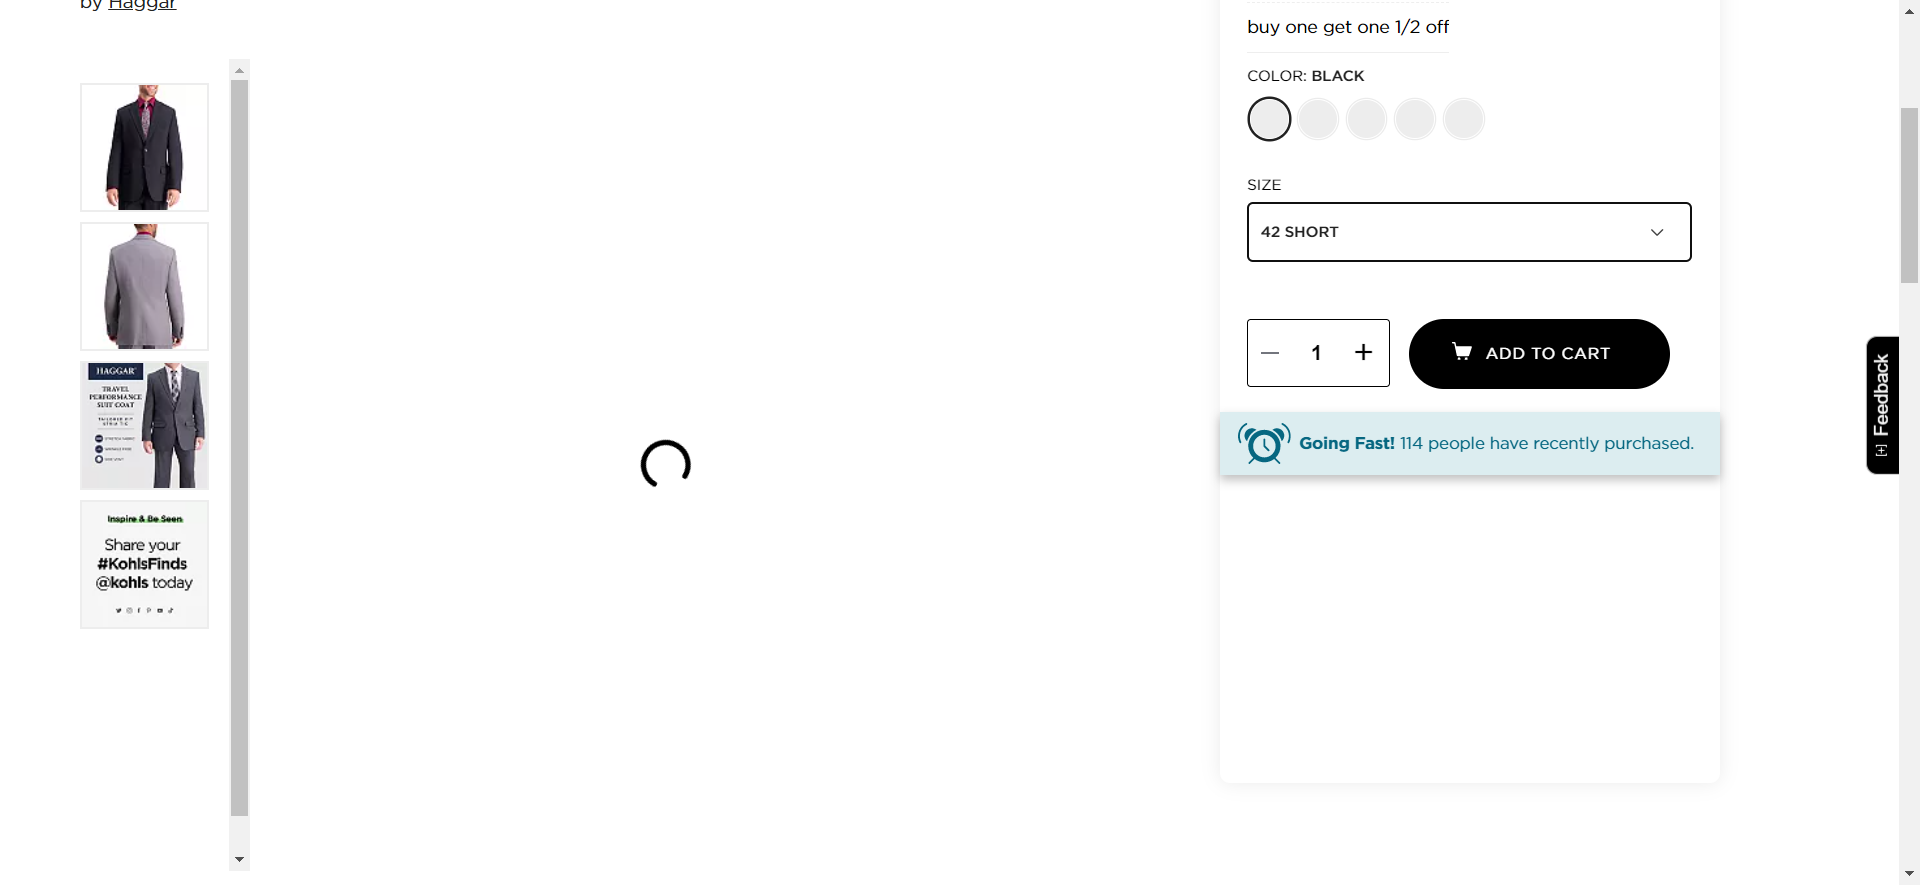 by Haggar
buy one get one 1/2 off
COLOR: BLACK
SIZE
42 SHORT
1
ADD TO CART
Going Fast! 114 people have recently purchased.
Feedback
HAGGAR
TRAVEL
PERFORMANCE
SUIT COAT
Inspire & Be Seen
Share your
#KohlsFinds
@kohls today